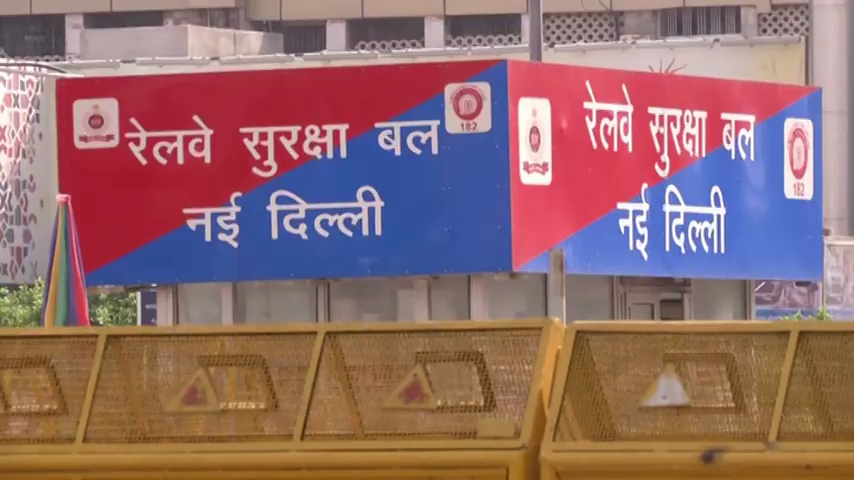 रेलवे सुरक्षा बल
182
नई दिल्ली
रेलवे सुरक्षा बल
182
नई दिल्ली